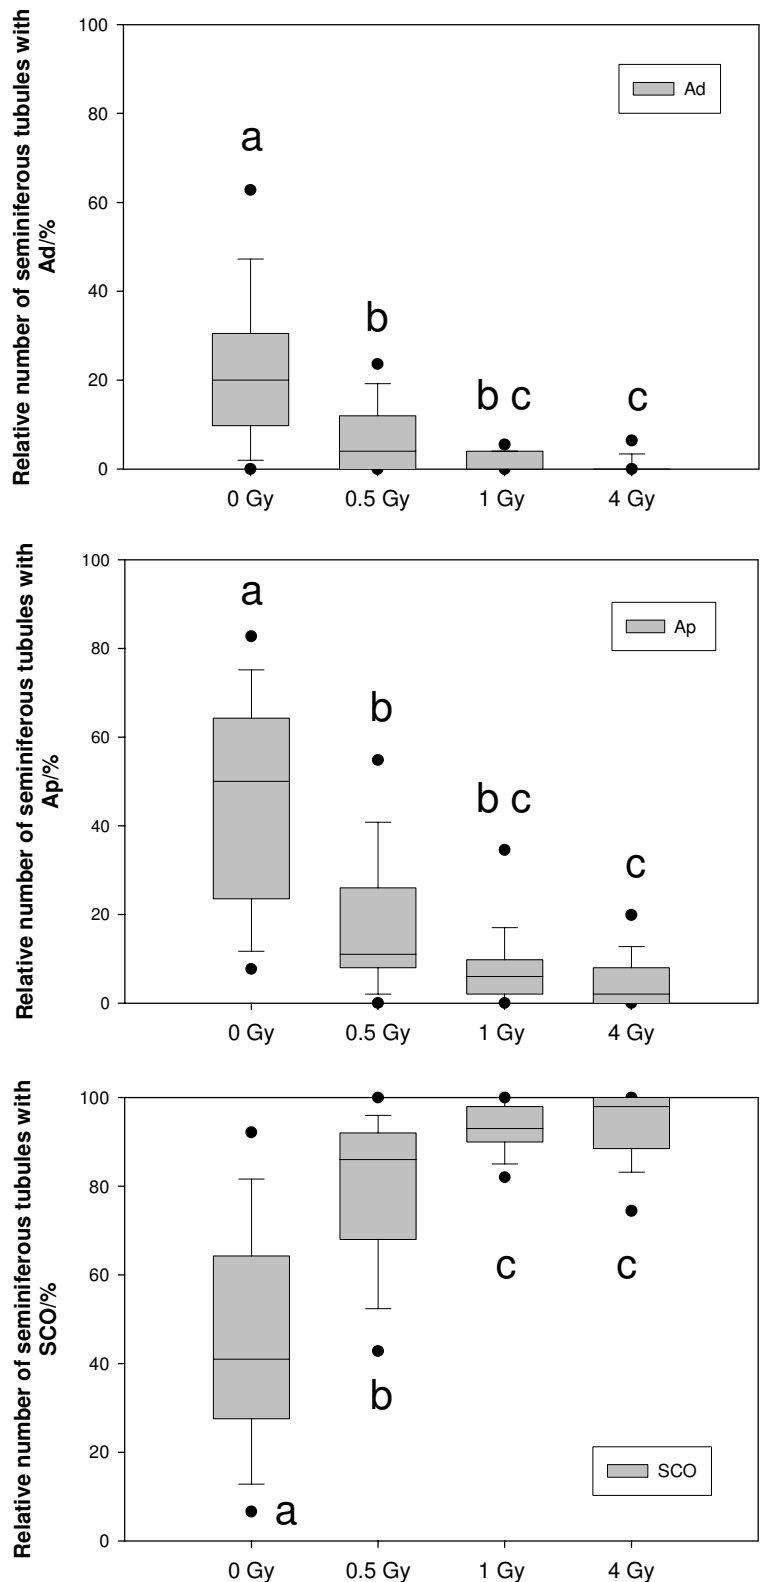 Relative number of seminiferous tubules with
Ad/%
100
80
60
40
20
0
Ad
a
b
b c
c
0 Gy
0.5 Gy
1 Gy
4 Gy
Relative number of seminiferous tubules with
Ap/%
100
80
60
40
20
0
Ap
a
b
b c
c
0 Gy
0.5 Gy
1 Gy
4 Gy
Relative number of seminiferous tubules with
SCO/%
100
80
60
40
20
0
c
c
b
SCO
a
0 Gy
0.5 Gy
1 Gy
4 Gy